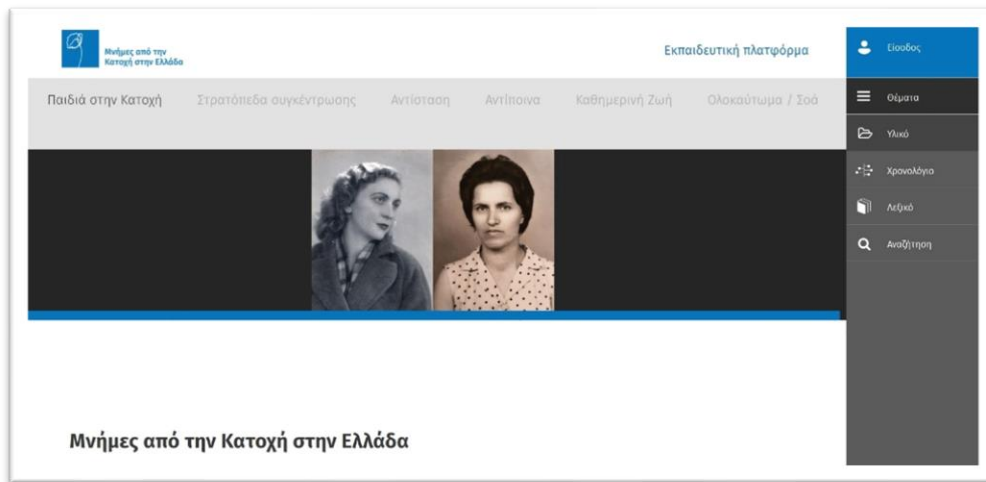 Μνήμες από την
Κατοχή στην Ελλάδα
Εκπαιδευτική πλατφόρμα
Είσοδος
Παιδιά στην Κατοχή Στρατόπεδα συγκέντρωσης Αντίσταση Αντίποινα Καθημερινή Ζωή Ολοκαύτωμα / Σοά
Θέματα
Υλικό
Χρονολόγιο
Λεξικό
Αναζήτηση
Μνήμες από την Κατοχή στην Ελλάδα